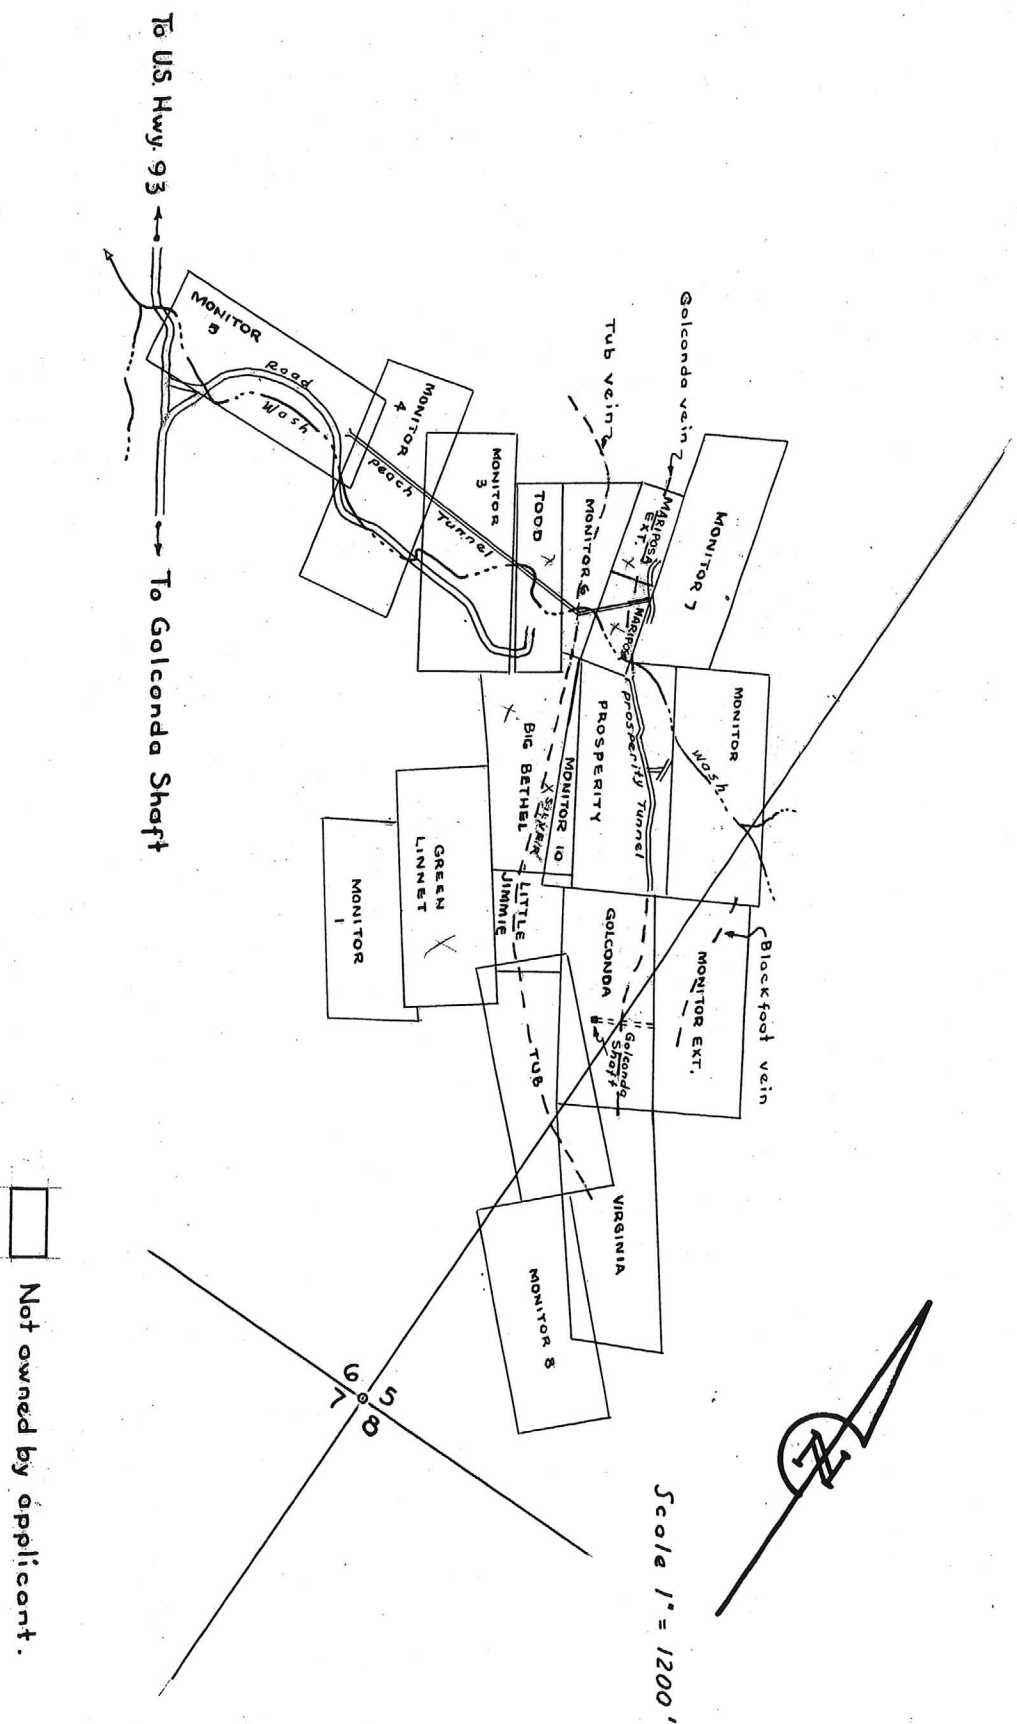 To U.S. Hwy. 93
To Golconda Shaft
Golconda vein
Tub vein
MONITOR 7
MARIPOSA
EXT.
MARIPOSA
MONITOR 6
TODD
MONITOR
3
MONITOR
4
MONITOR
5
Road
Wash
Peach Tunnel
MONITOR
Wash
Prosperity Tunnel
PROSPERITY
MONITOR 10
SILVER
BIG BETHEL
LITTLE
JIMMIE
GREEN
LINNET
MONITOR
1
Blackfoot vein
MONITOR EXT.
GOLCONDA
Golconda
Shaft
TUB
VIRGINIA
MONITOR 8
6 5
7 8
N
Scale 1" = 1200'
Not owned by applicant.